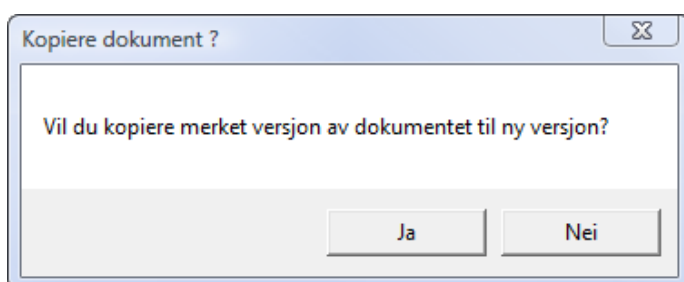 Kopiere dokument ?
Vil du kopiere merket versjon av dokumentet til ny versjon?
Ja
Nei